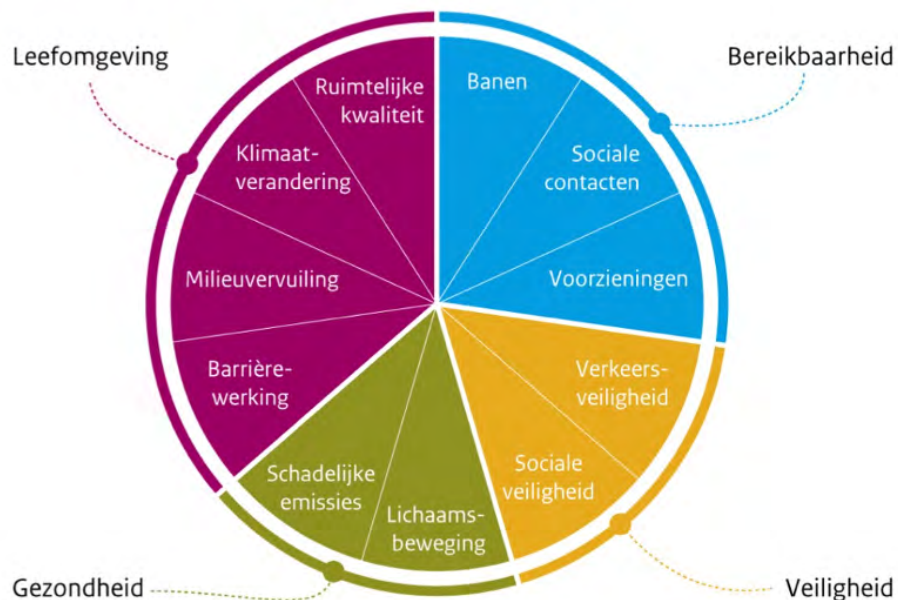 Leefomgeving
Bereikbaarheid
Ruimtelijke
kwaliteit
Banen
Klimaat-
verandering
Sociale
contacten
Milieuvervuiling
Voorzieningen
Barrière-
werking
Verkeers-
veiligheid
Schadelijke
emissies
Lichaams-
beweging
Sociale
veiligheid
Gezondheid
Veiligheid